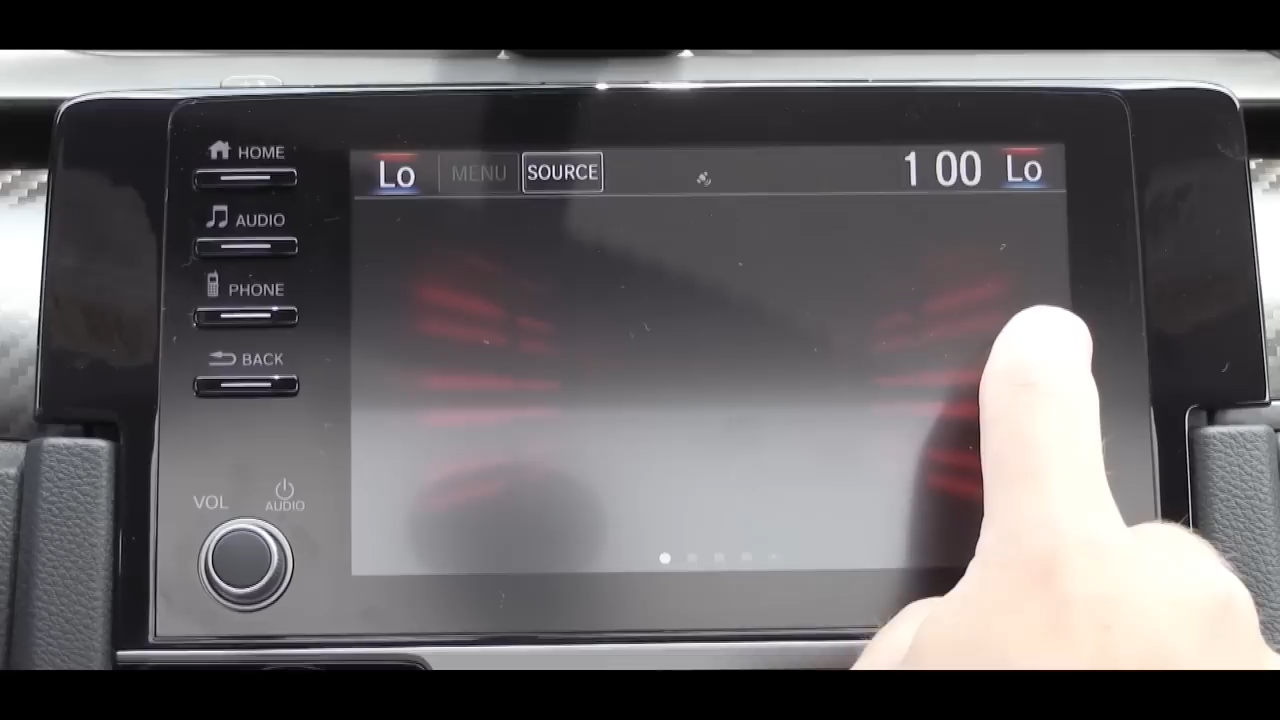 HOME
AUDIO
PHONE
BACK
VOL
AUDIO
Lo MENU SOURCE 1 00 Lo